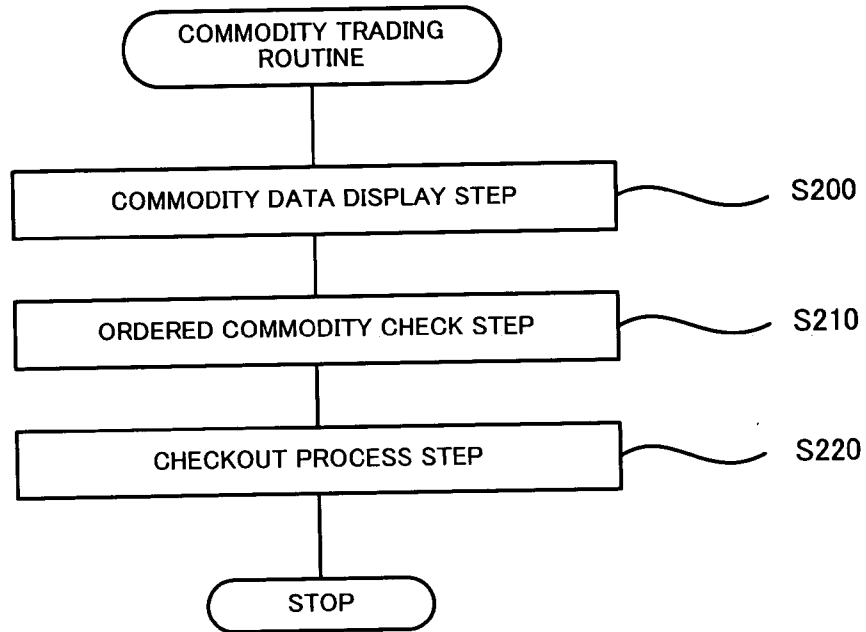 COMMODITY TRADING
ROUTINE
COMMODITY DATA DISPLAY STEP
S200
ORDERED COMMODITY CHECK STEP
S210
CHECKOUT PROCESS STEP
S220
STOP